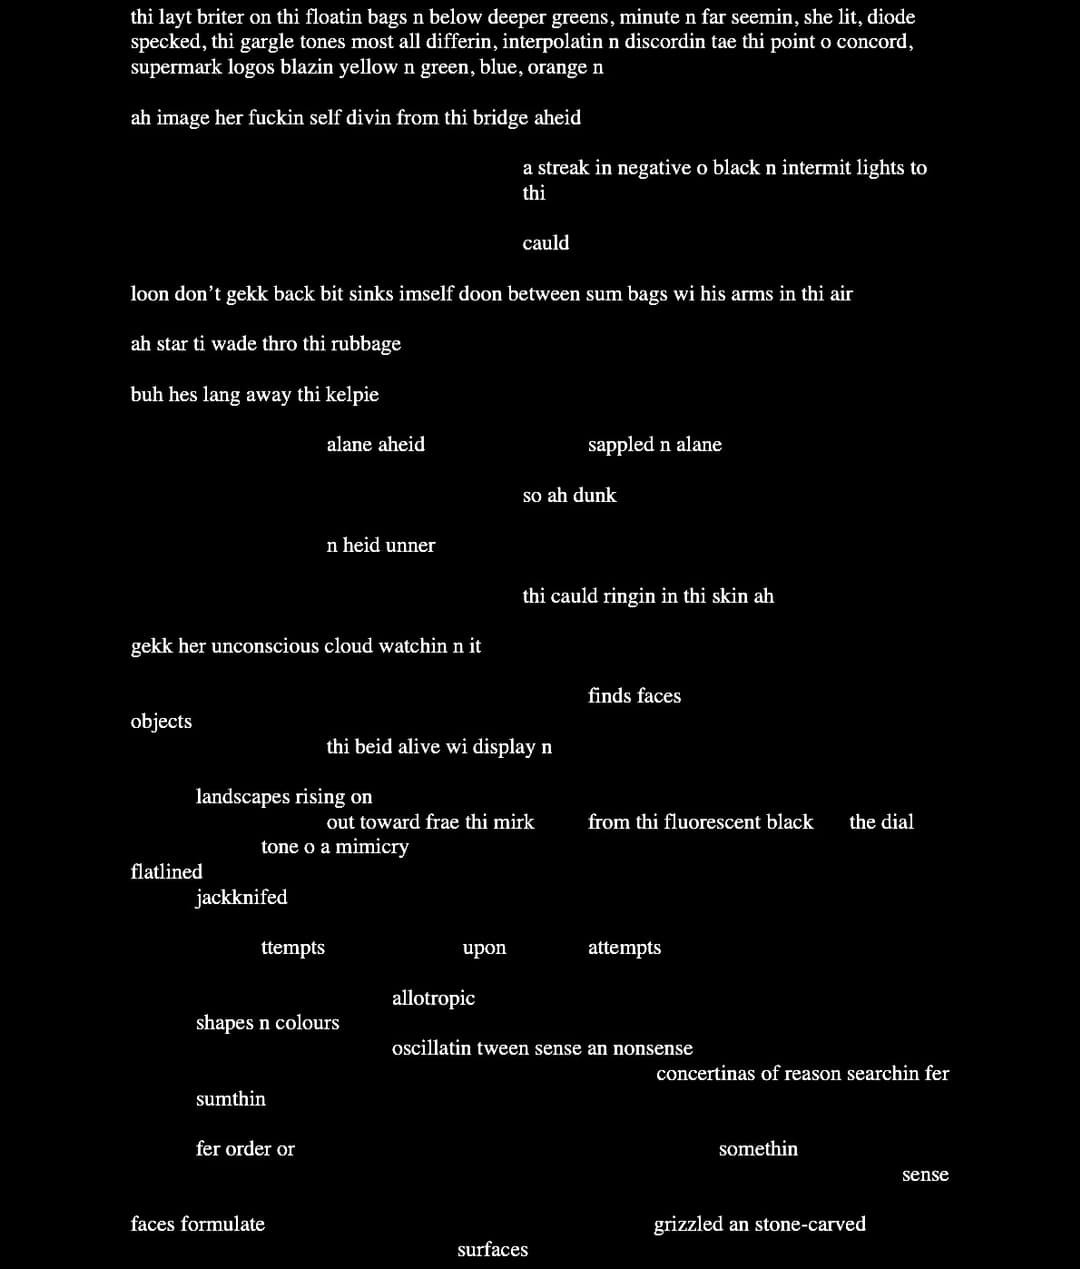 thi layt briter on thi floatin bags n below deeper greens, minute n far seemin, she lit, diode
specked, thi gargle tones most all differin, interpolatin n discordin tae thi point o concord,
supermark logos blazin yellow n green, blue, orange n
ah image her fuckin self divin from thi bridge aheid
a streak in negative o black n intermit lights to
thi
cauld
loon don’t gekk back bit sinks imself doon between sum bags wi his arms in thi air
ah star ti wade thro thi rubbage
buh hes lang away thi kelpie
alane aheid sappled n alane
so ah dunk
n heid unner
thi cauld ringin in thi skin ah
gekk her unconscious cloud watchin n it
finds faces
objects
thi beid alive wi display n
landscapes rising on
out toward frae thi mirk from thi fluorescent black the dial
tone o a mimicry
flatlined
jackknifed
ttempts upon attempts
allotropic
shapes n colours
oscillatin tween sense an nonsense
concertinas of reason searchin fer
sumthin
fer order or somethin
sense
faces formulate grizzled an stone-carved
surfaces